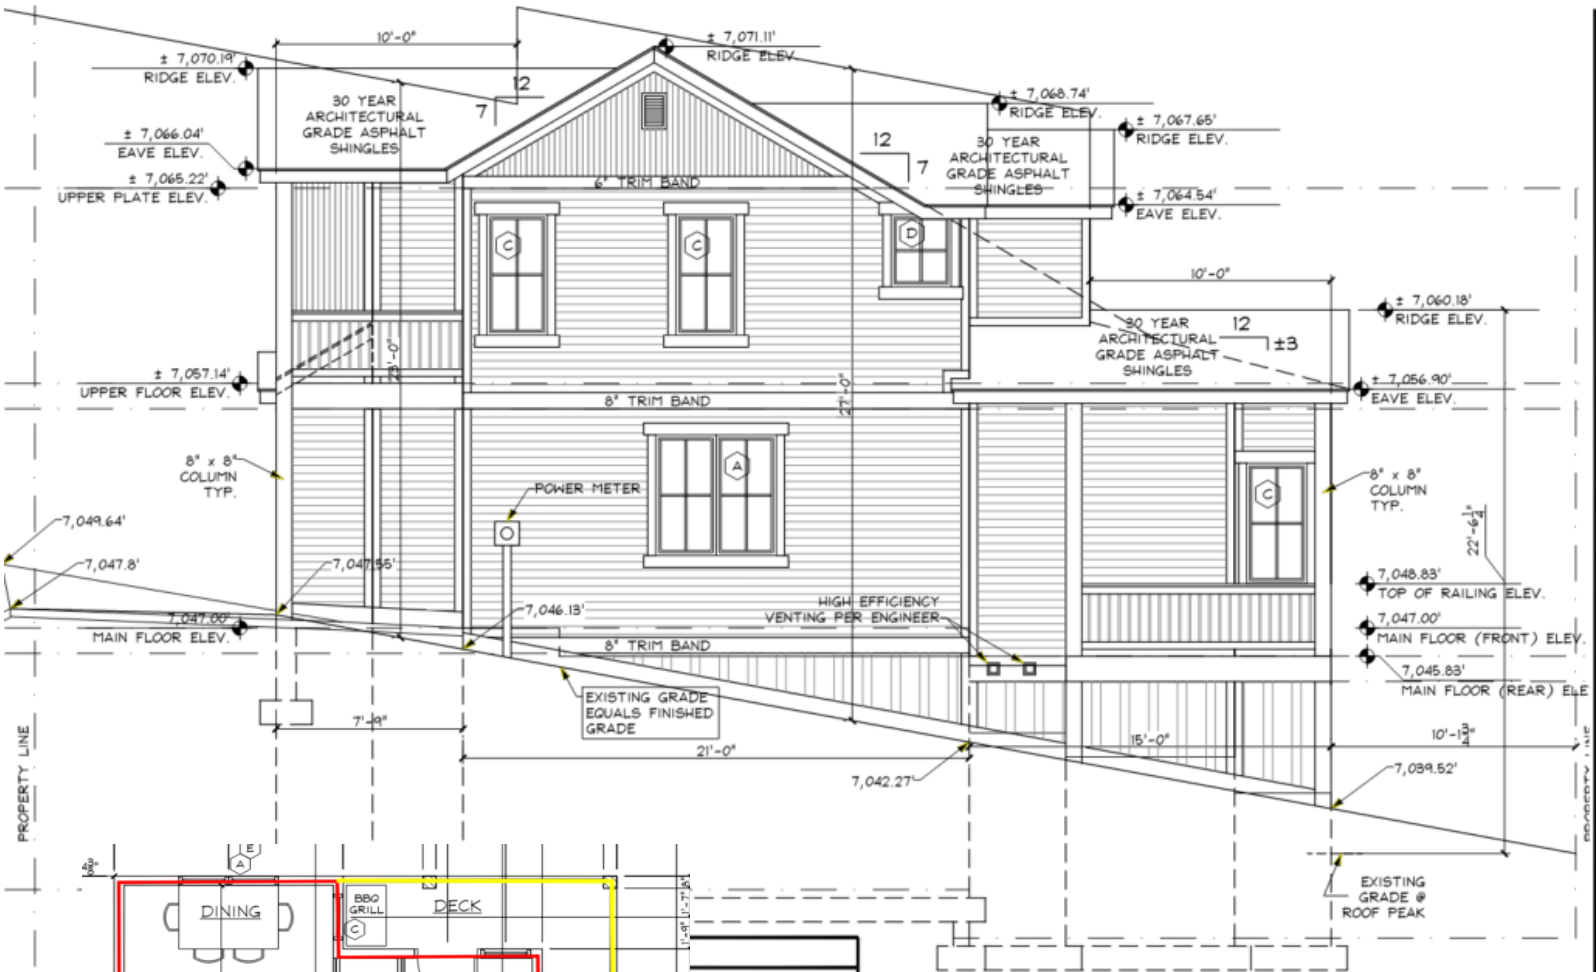 10'-0"
± 7,071.11'
RIDGE ELEV.
± 7,070.19'
RIDGE ELEV.
12
7
± 7,068.74'
RIDGE ELEV.
± 7,067.65'
RIDGE ELEV.
30 YEAR
ARCHITECTURAL
GRADE ASPHALT
SHINGLES
± 7,066.04'
EAVE ELEV.
12
7
30 YEAR
ARCHITECTURAL
GRADE ASPHALT
SHINGLES
± 7,065.22'
UPPER PLATE ELEV.
6" TRIM BAND
± 7,064.54'
EAVE ELEV.
C
C
D
10'-0"
± 7,060.18'
RIDGE ELEV.
30 YEAR
ARCHITECTURAL
GRADE ASPHALT
SHINGLES
12
±3
23'-0"
27'-0"
± 7,057.14'
UPPER FLOOR ELEV.
± 7,056.90'
EAVE ELEV.
8" TRIM BAND
8" x 8"
COLUMN
TYP.
POWER METER
A
C
8" x 8"
COLUMN
TYP.
22'-6 1/4"
7,049.64'
7,047.8'
7,047.55'
7,047.00'
MAIN FLOOR ELEV.
7,046.13'
HIGH EFFICIENCY
VENTING PER ENGINEER
7,048.83'
TOP OF RAILING ELEV.
7,047.00'
MAIN FLOOR (FRONT) ELEV.
8" TRIM BAND
7,045.83'
MAIN FLOOR (REAR) ELE
EXISTING GRADE
EQUALS FINISHED
GRADE
7'-9"
21'-0"
15'-0"
10'-1 3/4"
7,042.27'
7,039.52'
PROPERTY LINE
PROPERTY LINE
EXISTING
GRADE @
ROOF PEAK
E
A
4 3/8"
DINING
BBQ
GRILL
C
DECK
1'-9"